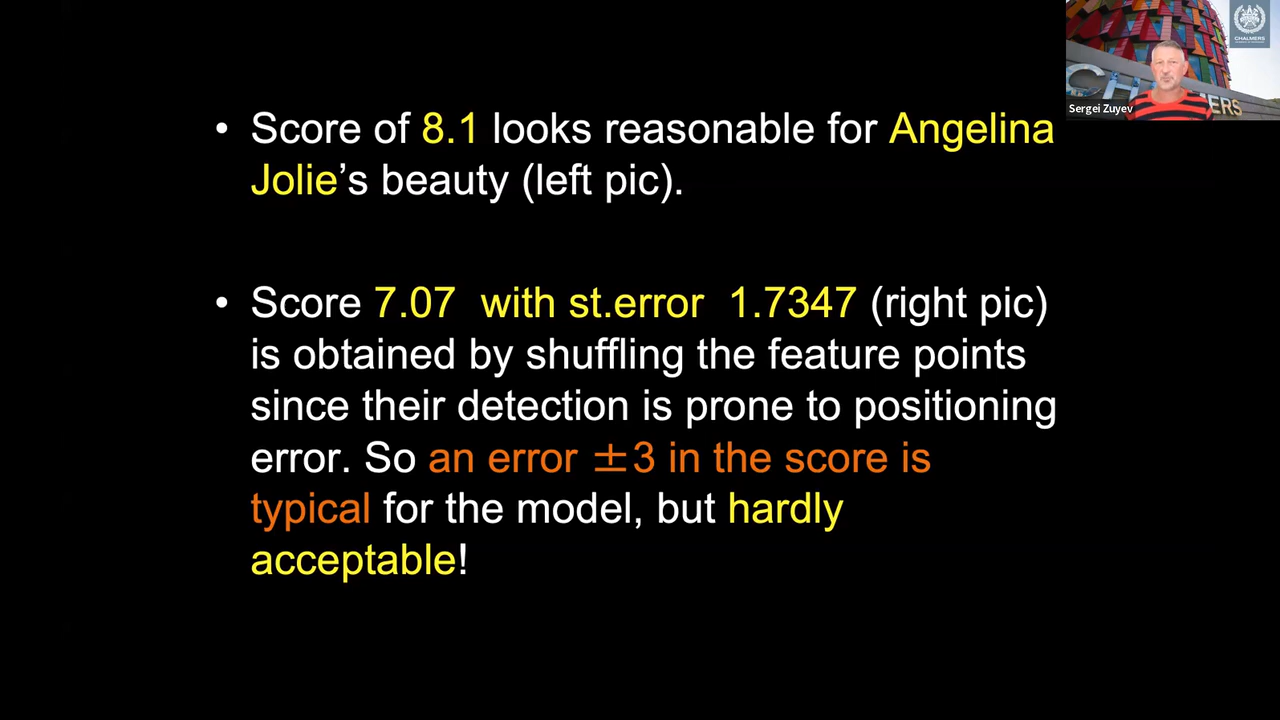 • Score of 8.1 looks reasonable for Angelina
Jolie’s beauty (left pic).
• Score 7.07 with st.error 1.7347 (right pic)
is obtained by shuffling the feature points
since their detection is prone to positioning
error. So an error ±3 in the score is
typical for the model, but hardly
acceptable!
CHALMERS
Sergei Zuyev